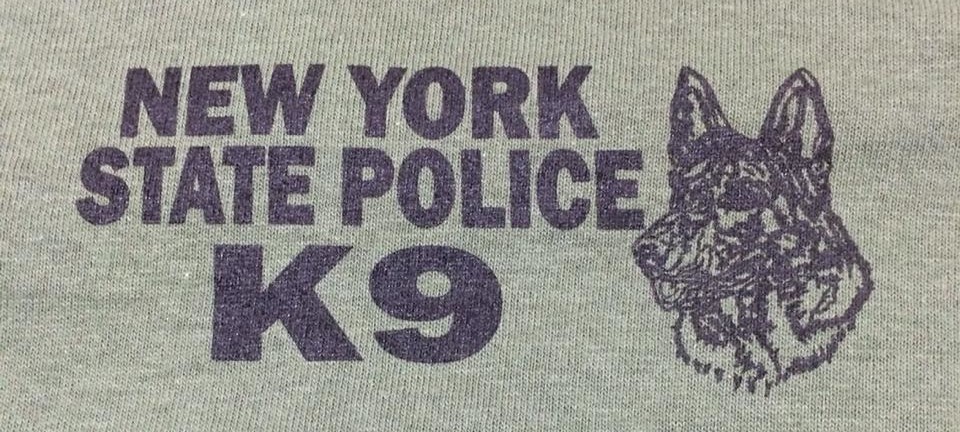 NEW YORK
STATE POLICE
K9